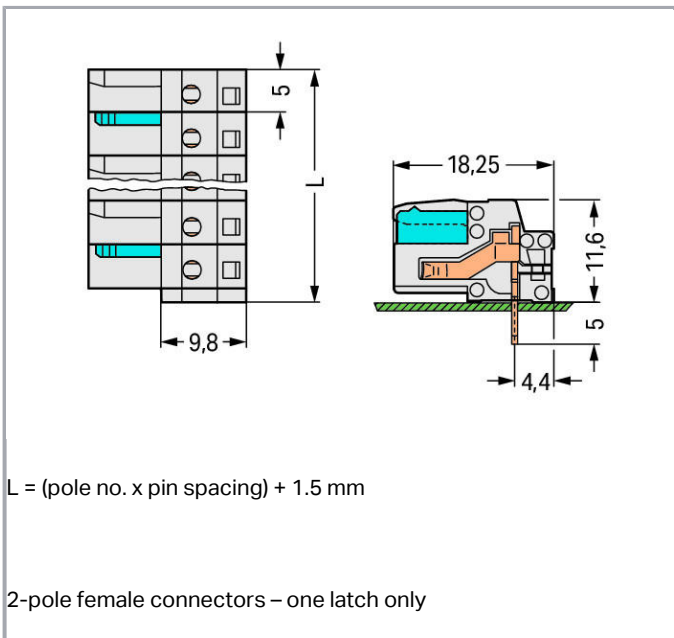 5
L
9,8
18,25
11,6
5
4,4
L = (pole no. x pin spacing) + 1.5 mm
2-pole female connectors – one latch only